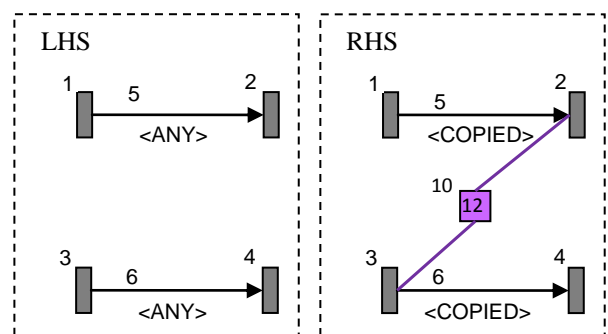 LHS
1 5 2
<ANY>
3 6 4
<ANY>
RHS
1 5 2
<COPIED>
10 12
3 6 4
<COPIED>